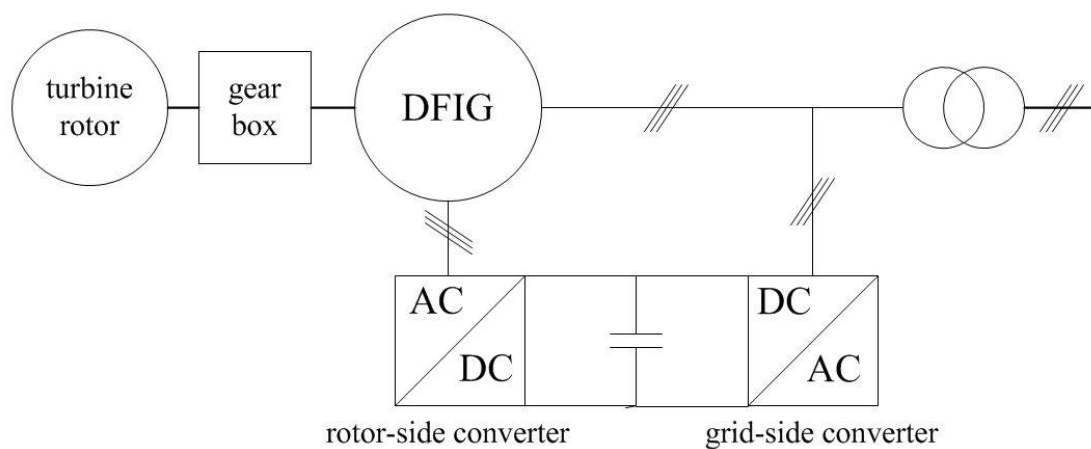 turbine
rotor
gear
box
DFIG
AC
DC
DC
AC
rotor-side converter
grid-side converter